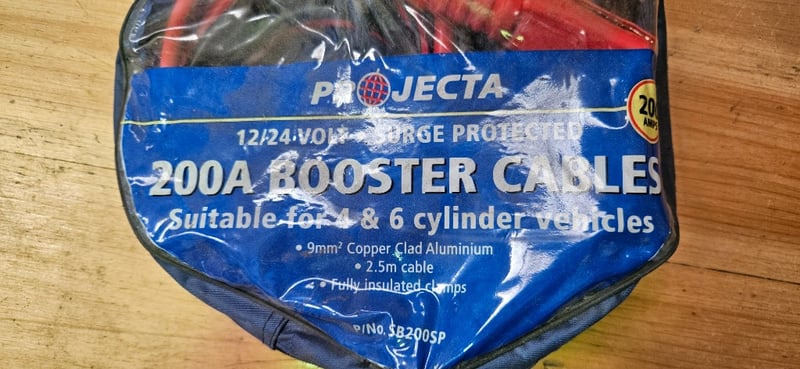 PROJECTA
200
AMPS
12/24 VOLT • SURGE PROTECTED
200A BOOSTER CABLES
Suitable for 4 & 6 cylinder vehicles
• 9mm² Copper Clad Aluminium
• 2.5m cable
• Fully insulated clamps
P/No. SB200SP